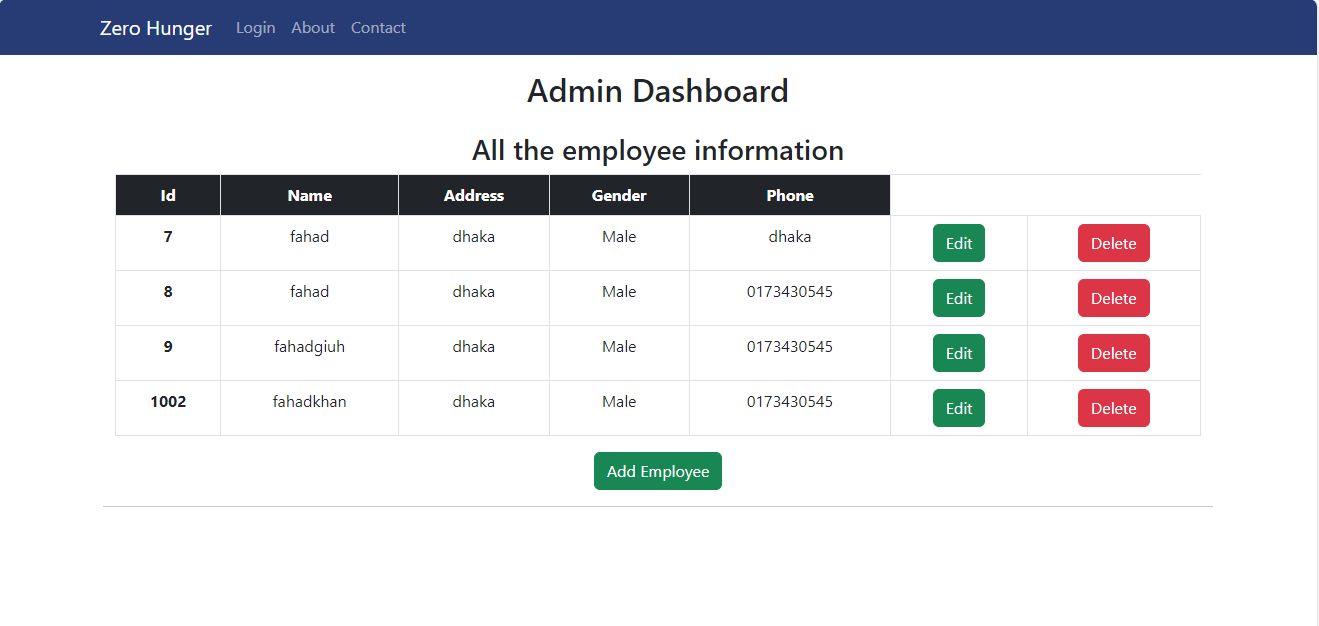 Zero Hunger Login About Contact
Admin Dashboard
All the employee information
Id Name Address Gender Phone
7 fahad dhaka Male dhaka Edit Delete
8 fahad dhaka Male 0173430545 Edit Delete
9 fahadgiuh dhaka Male 0173430545 Edit Delete
1002 fahadkhan dhaka Male 0173430545 Edit Delete
Add Employee